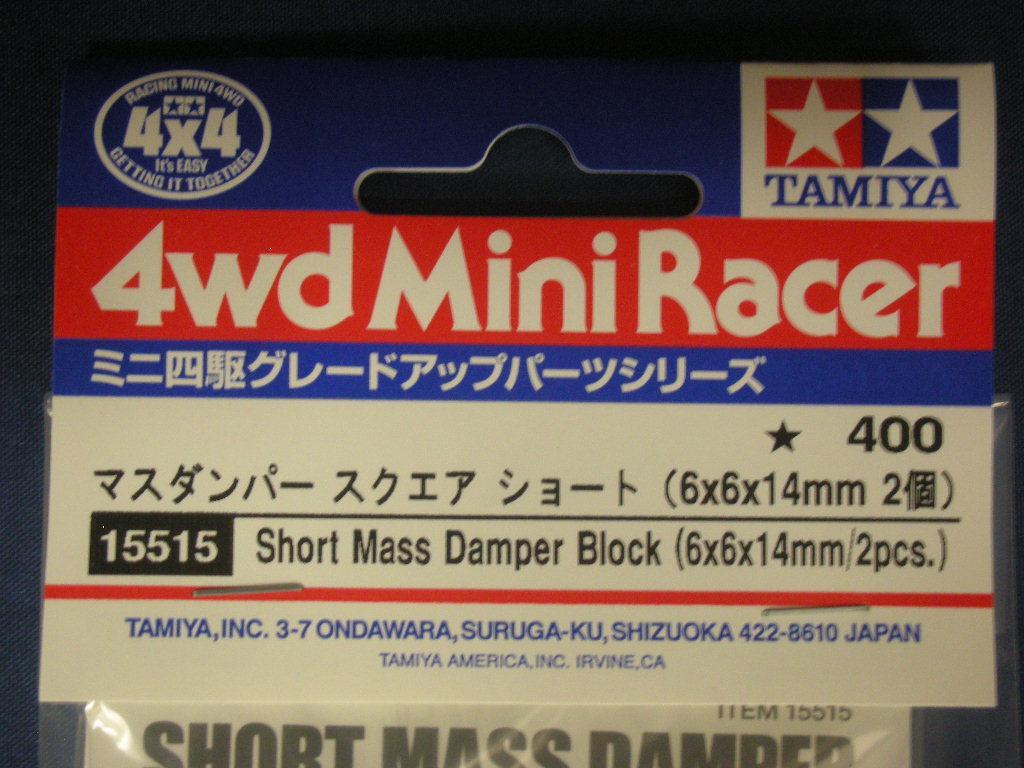 RACING MINI 4WD
4x4
It's EASY
GETTING IT TOGETHER
TAMIYA
4wd Mini Racer
ミニ四駆グレードアップパーツシリーズ
★ 400
マスダンパー スクエア ショート (6x6x14mm 2個)
15515 Short Mass Damper Block (6x6x14mm/2pcs.)
TAMIYA,INC. 3-7 ONDAWARA,SURUGA-KU,SHIZUOKA 422-8610 JAPAN
TAMIYA AMERICA,INC. IRVINE,CA
ITEM 15515
SHORT MASS DAMPER